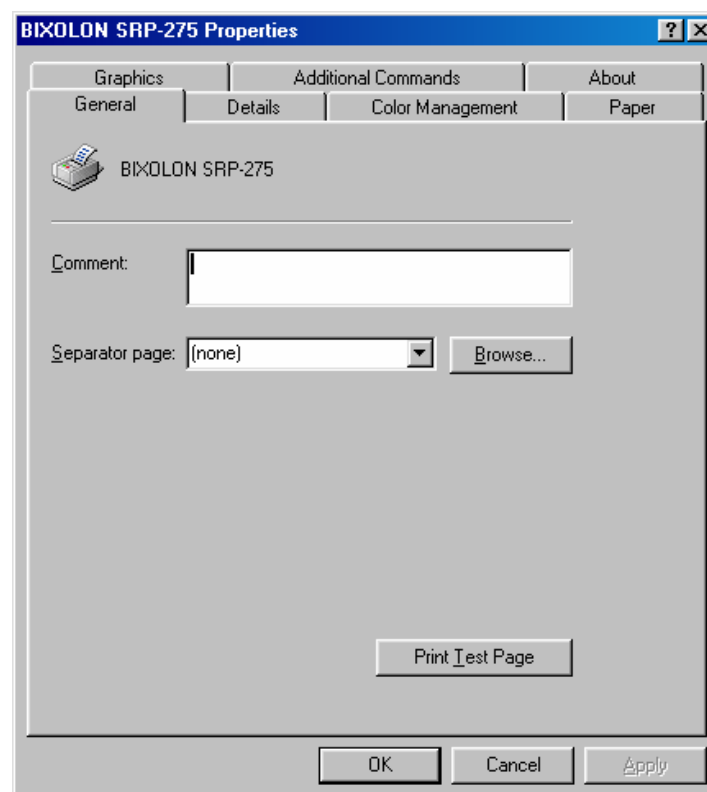 BIXOLON SRP-275 Properties
Graphics Additional Commands About
General Details Color Management Paper
BIXOLON SRP-275
Comment:
Separator page: (none) Browse...
Print Test Page
OK Cancel Apply